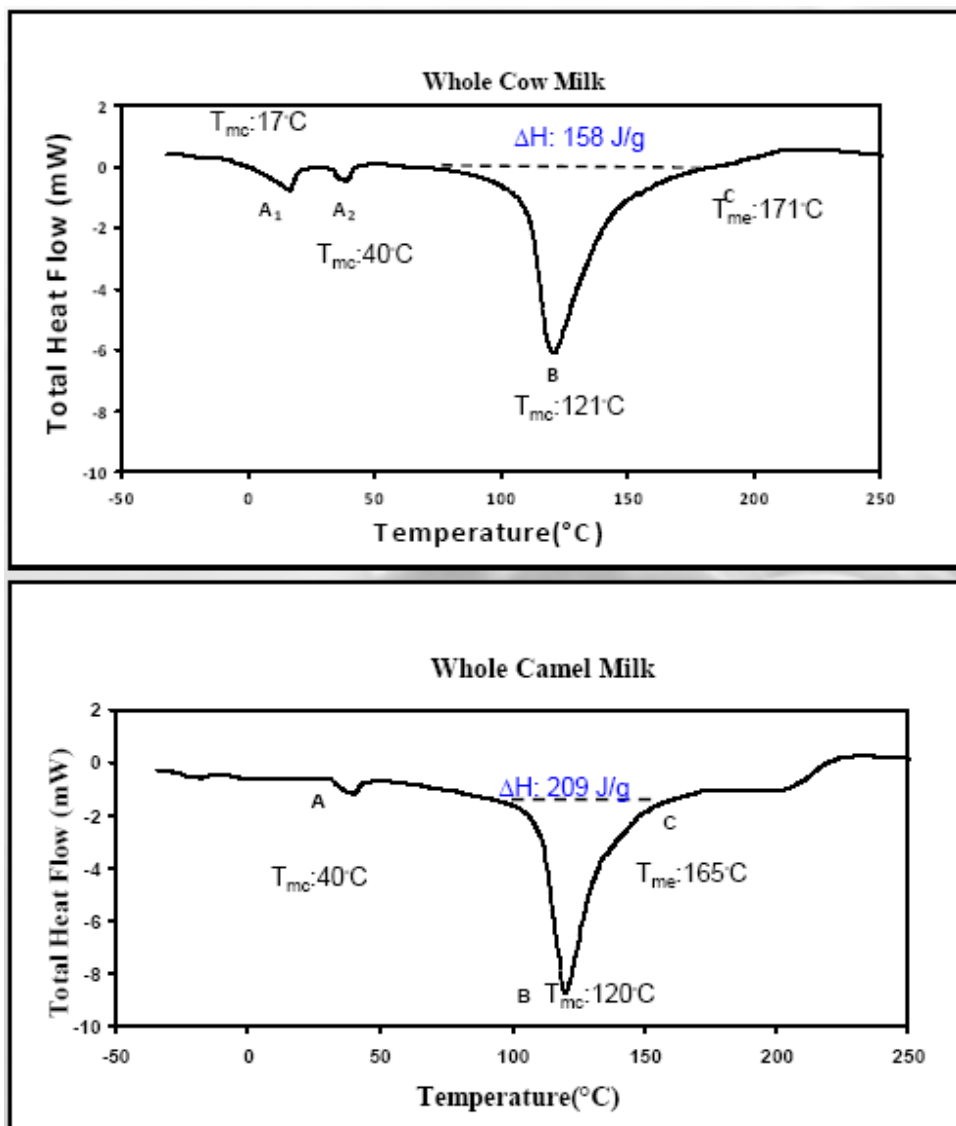 Whole Cow Milk
Total Heat Flow (mW)
2
0
-2
-4
-6
-8
-10
Tmc:17°C
ΔH: 158 J/g
A1
A2
C
Tme:171°C
Tmc:40°C
B
Tmc:121°C
-50
0
50
100
150
200
250
Temperature(°C)
Whole Camel Milk
Total Heat Flow (mW)
2
0
-2
-4
-6
-8
-10
ΔH: 209 J/g
A
C
Tmc:40°C
Tme:165°C
B
Tmc:120°C
-50
0
50
100
150
200
250
Temperature(°C)